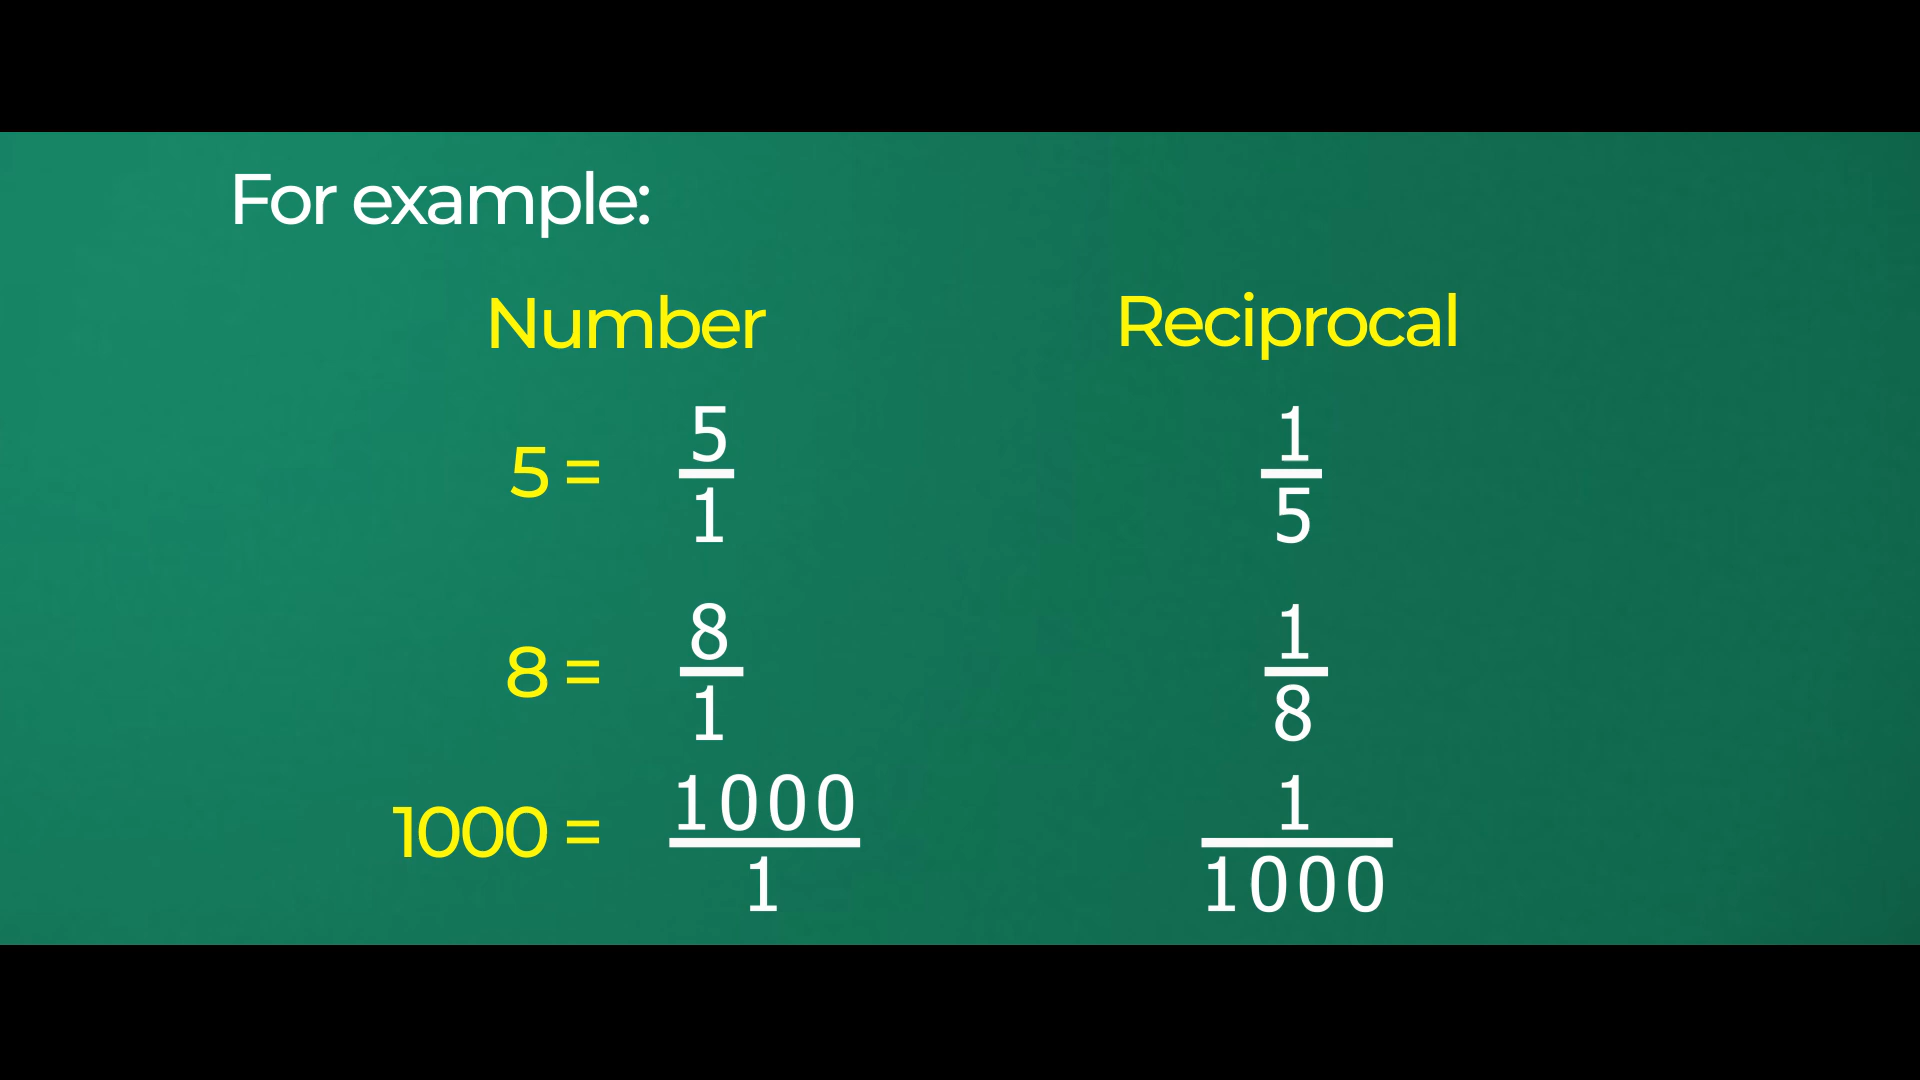 For example:
Number Reciprocal
5 = 5/1 1/5
8 = 8/1 1/8
1000 = 1000/1 1/1000